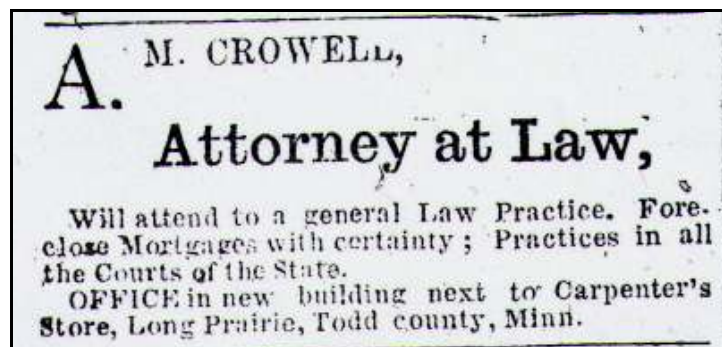 A. M. CROWELL,
Attorney at Law,
Will attend to a general Law Practice. Fore-
close Mortgages with certainty; Practices in all
the Courts of the State.
OFFICE in new building next to Carpenter's
Store, Long Prairie, Todd county, Minn.